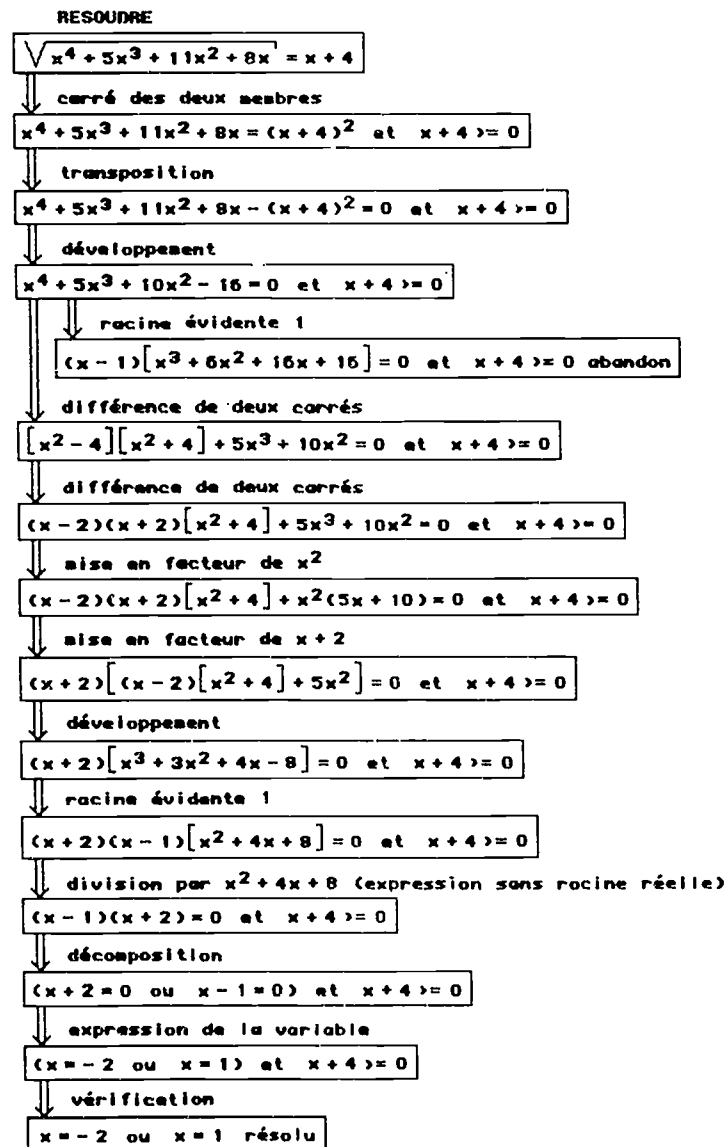 RESOUDRE
√ x⁴ + 5x³ + 11x² + 8x = x + 4
carré des deux membres
x⁴ + 5x³ + 11x² + 8x = (x + 4)² et x + 4 >= 0
transposition
x⁴ + 5x³ + 11x² + 8x - (x + 4)² = 0 et x + 4 >= 0
développement
x⁴ + 5x³ + 10x² - 16 = 0 et x + 4 >= 0
racine évidente 1
(x - 1)[x³ + 6x² + 16x + 16] = 0 et x + 4 >= 0 abandon
différence de deux carrés
[x² - 4][x² + 4] + 5x³ + 10x² = 0 et x + 4 >= 0
différence de deux carrés
(x - 2)(x + 2)[x² + 4] + 5x³ + 10x² = 0 et x + 4 >= 0
mise en facteur de x²
(x - 2)(x + 2)[x² + 4] + x²(5x + 10) = 0 et x + 4 >= 0
mise en facteur de x + 2
(x + 2)[(x - 2)[x² + 4] + 5x²] = 0 et x + 4 >= 0
développement
(x + 2)[x³ + 3x² + 4x - 8] = 0 et x + 4 >= 0
racine évidente 1
(x + 2)(x - 1)[x² + 4x + 8] = 0 et x + 4 >= 0
division par x² + 4x + 8 (expression sans racine réelle)
(x - 1)(x + 2) = 0 et x + 4 >= 0
décomposition
(x + 2 = 0 ou x - 1 = 0) et x + 4 >= 0
expression de la variable
(x = - 2 ou x = 1) et x + 4 >= 0
vérification
x = - 2 ou x = 1 résolu